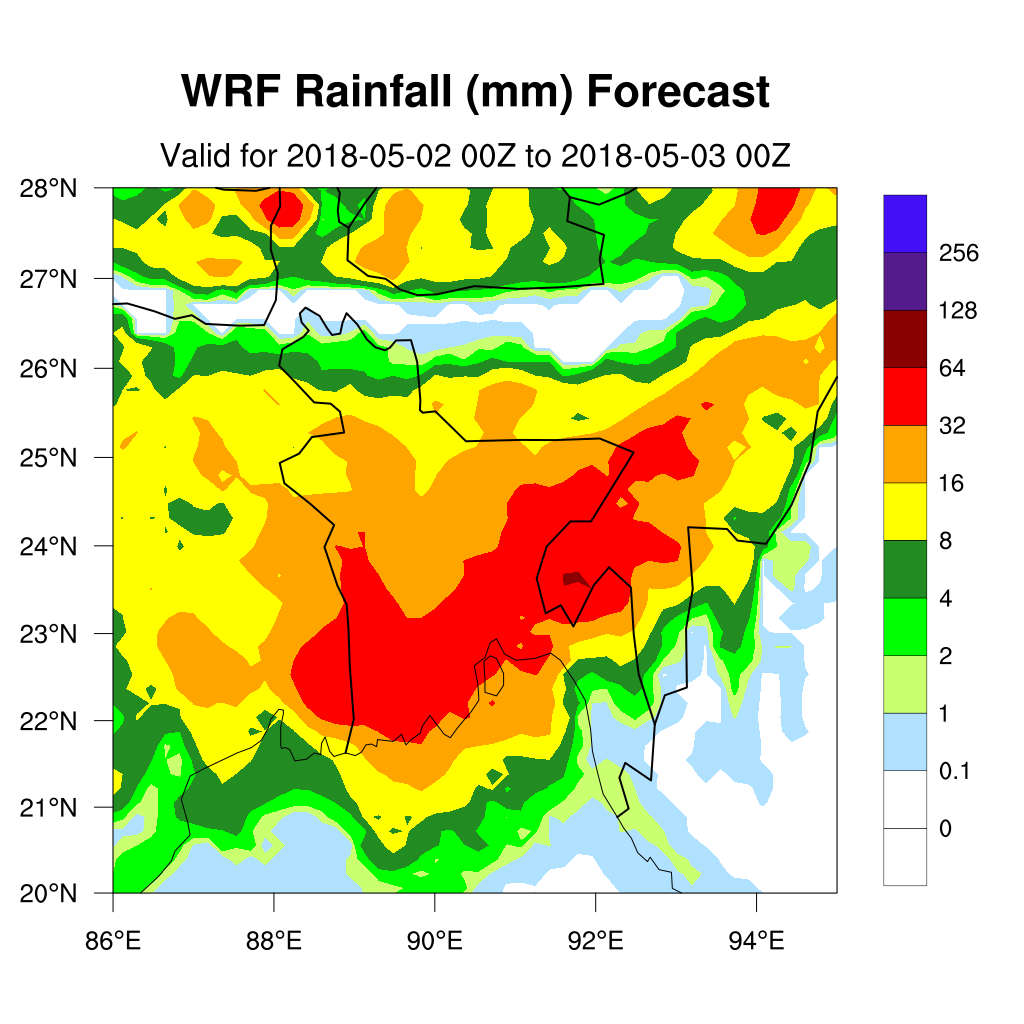 WRF Rainfall (mm) Forecast
Valid for 2018-05-02 00Z to 2018-05-03 00Z
28°N
27°N
26°N
25°N
24°N
23°N
22°N
21°N
20°N
86°E 88°E 90°E 92°E 94°E
256
128
64
32
16
8
4
2
1
0.1
0